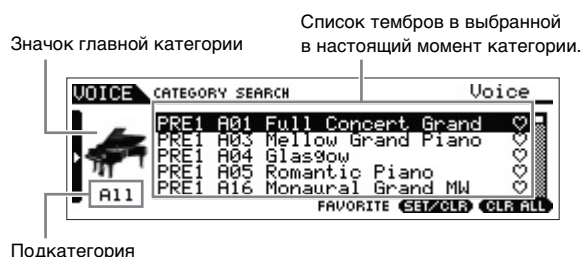 Список тембров в выбранной
в настоящий момент категории.
Значок главной категории
VOICE CATEGORY SEARCH Voice
PRE1 A01 Full Concert Grand
PRE1 A03 Mellow Grand Piano
PRE1 A04 Glasgow
PRE1 A05 Romantic Piano
PRE1 A16 Monaural Grand MW
All
FAVORITE SET/CLR CLR ALL
Подкатегория